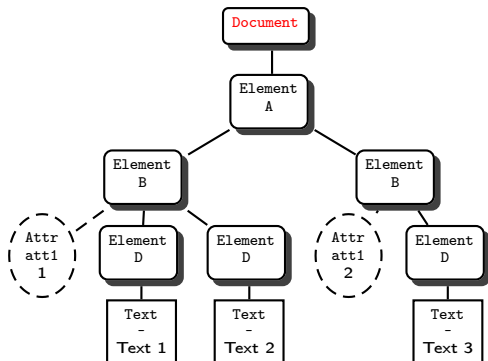 Document
Element
A
Element
B
Element
B
Attr
att1
1
Element
D
Element
D
Attr
att1
2
Element
D
Text
-
Text 1
Text
-
Text 2
Text
-
Text 3